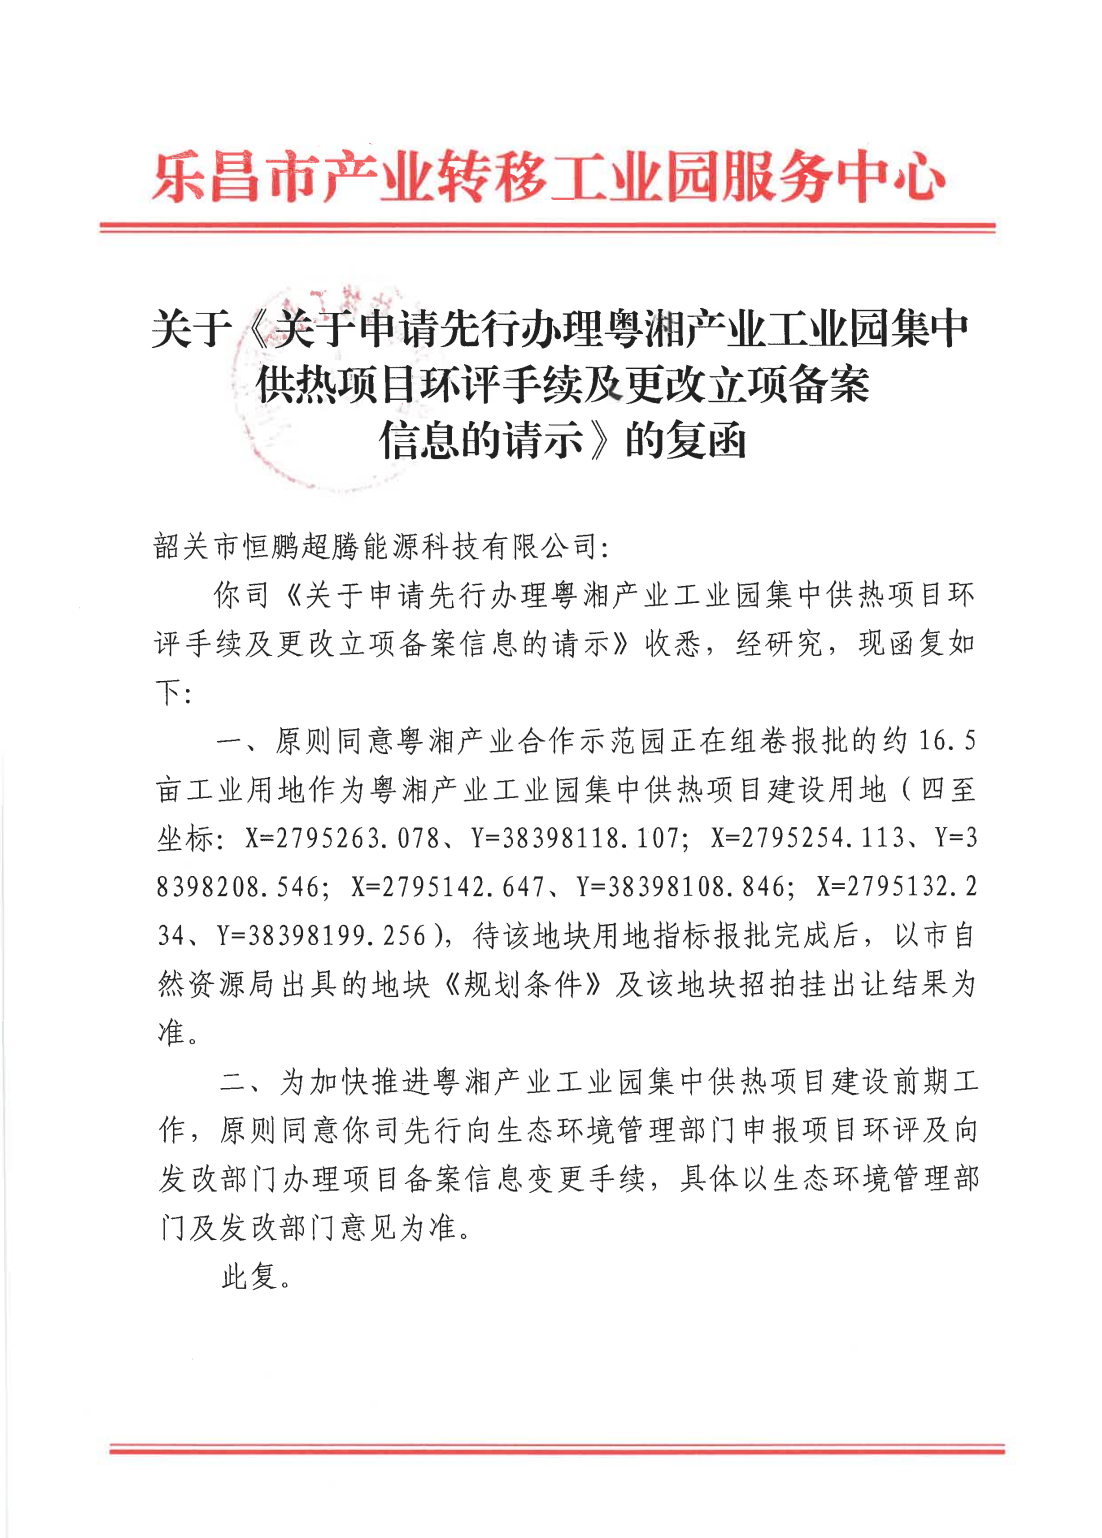 乐昌市产业转移工业园服务中心
关于《关于申请先行办理粤湘产业工业园集中
供热项目环评手续及更改立项备案
信息的请示》的复函
韶关市恒鹏超腾能源科技有限公司：
你司《关于申请先行办理粤湘产业工业园集中供热项目环
评手续及更改立项备案信息的请示》收悉，经研究，现函复如
下：
一、原则同意粤湘产业合作示范园正在组卷报批的约16.5
亩工业用地作为粤湘产业工业园集中供热项目建设用地（四至
坐标：X=2795263.078、Y=38398118.107；X=2795254.113、Y=3
8398208.546；X=2795142.647、Y=38398108.846；X=2795132.2
34、Y=38398199.256），待该地块用地指标报批完成后，以市自
然资源局出具的地块《规划条件》及该地块招拍挂出让结果为
准。
二、为加快推进粤湘产业工业园集中供热项目建设前期工
作，原则同意你司先行向生态环境管理部门申报项目环评及向
发改部门办理项目备案信息变更手续，具体以生态环境管理部
门及发改部门意见为准。
此复。